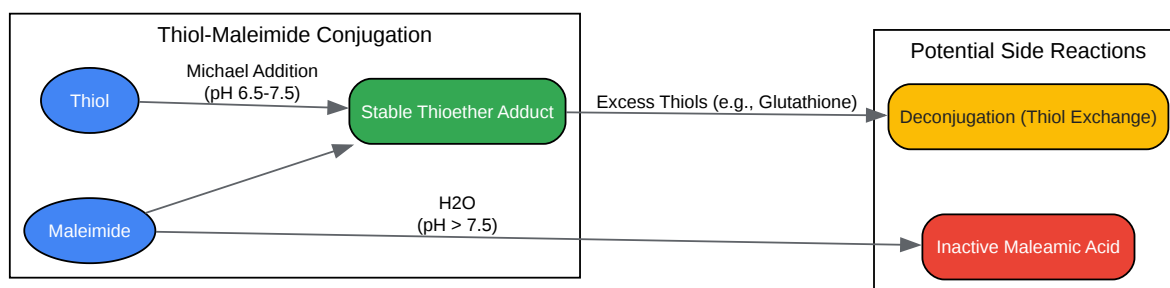 Thiol-Maleimide Conjugation
Thiol
Michael Addition
(pH 6.5-7.5)
Stable Thioether Adduct
Maleimide
H2O
(pH > 7.5)
Excess Thiols (e.g., Glutathione)
Potential Side Reactions
Deconjugation (Thiol Exchange)
Inactive Maleamic Acid